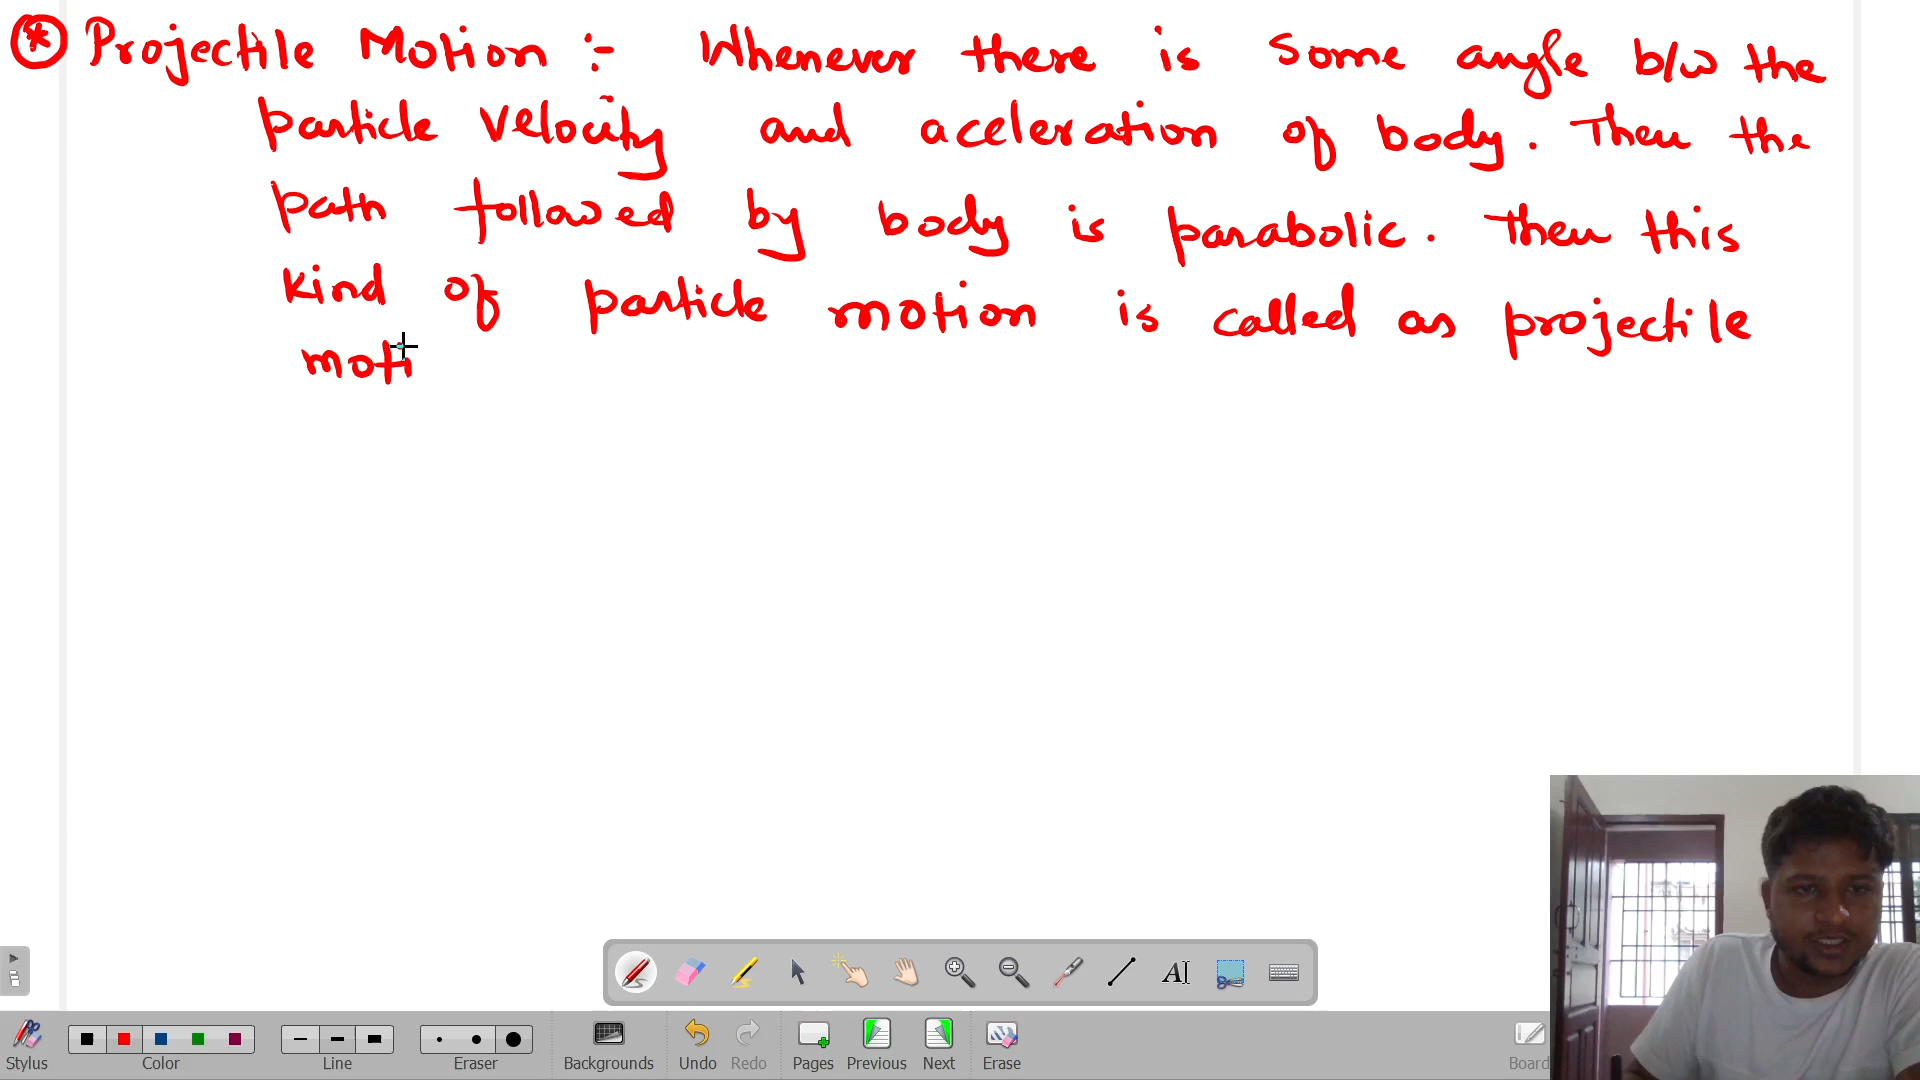 * Projectile Motion :- Whenever there is some angle b/w the
particle velocity and aceleration of body. Then the
path followed by body is parabolic. Then this
kind of particle motion is called as projectile
moti
Stylus
Color
Line
Eraser
Backgrounds
Undo
Redo
Pages
Previous
Next
Erase
Board